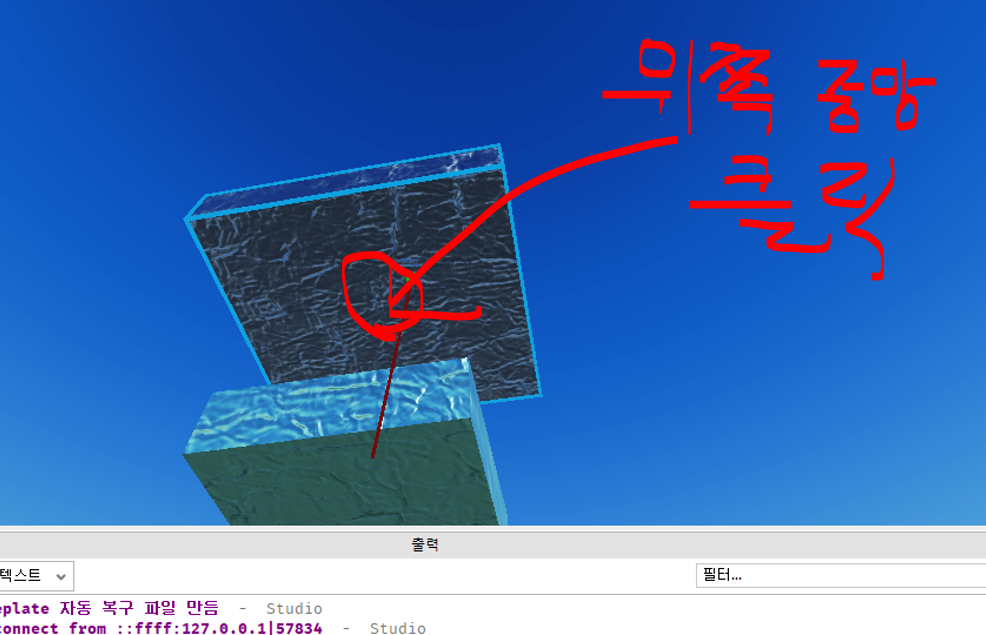 위쪽 중앙
클릭
출력
텍스트
필터...
eplate 자동 복구 파일 만듬 - Studio
connect from ::ffff:127.0.0.1|57834 - Studio